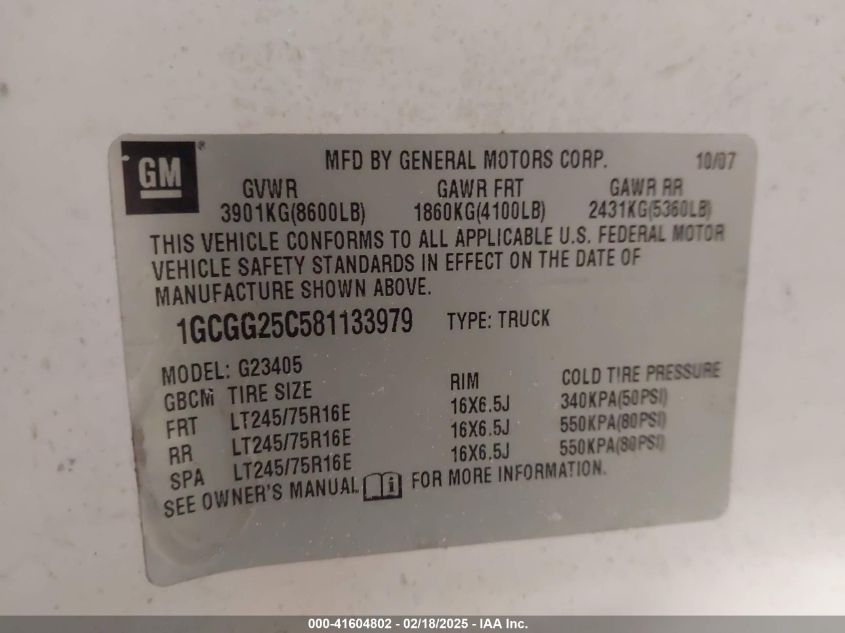 GM® MFD BY GENERAL MOTORS CORP. 10/07
GVWR GAWR FRT GAWR RR
3901KG(8600LB) 1860KG(4100LB) 2431KG(5360LB)
THIS VEHICLE CONFORMS TO ALL APPLICABLE U.S. FEDERAL MOTOR
VEHICLE SAFETY STANDARDS IN EFFECT ON THE DATE OF
MANUFACTURE SHOWN ABOVE.
1GCGG25C581133979 TYPE: TRUCK
MODEL: G23405
GBCM TIRE SIZE RIM COLD TIRE PRESSURE
FRT LT245/75R16E 16X6.5J 340KPA(50PSI)
RR LT245/75R16E 16X6.5J 550KPA(80PSI)
SPA LT245/75R16E 16X6.5J 550KPA(80PSI)
SEE OWNER'S MANUAL FOR MORE INFORMATION.
000-41604802 - 02/18/2025 - IAA Inc.